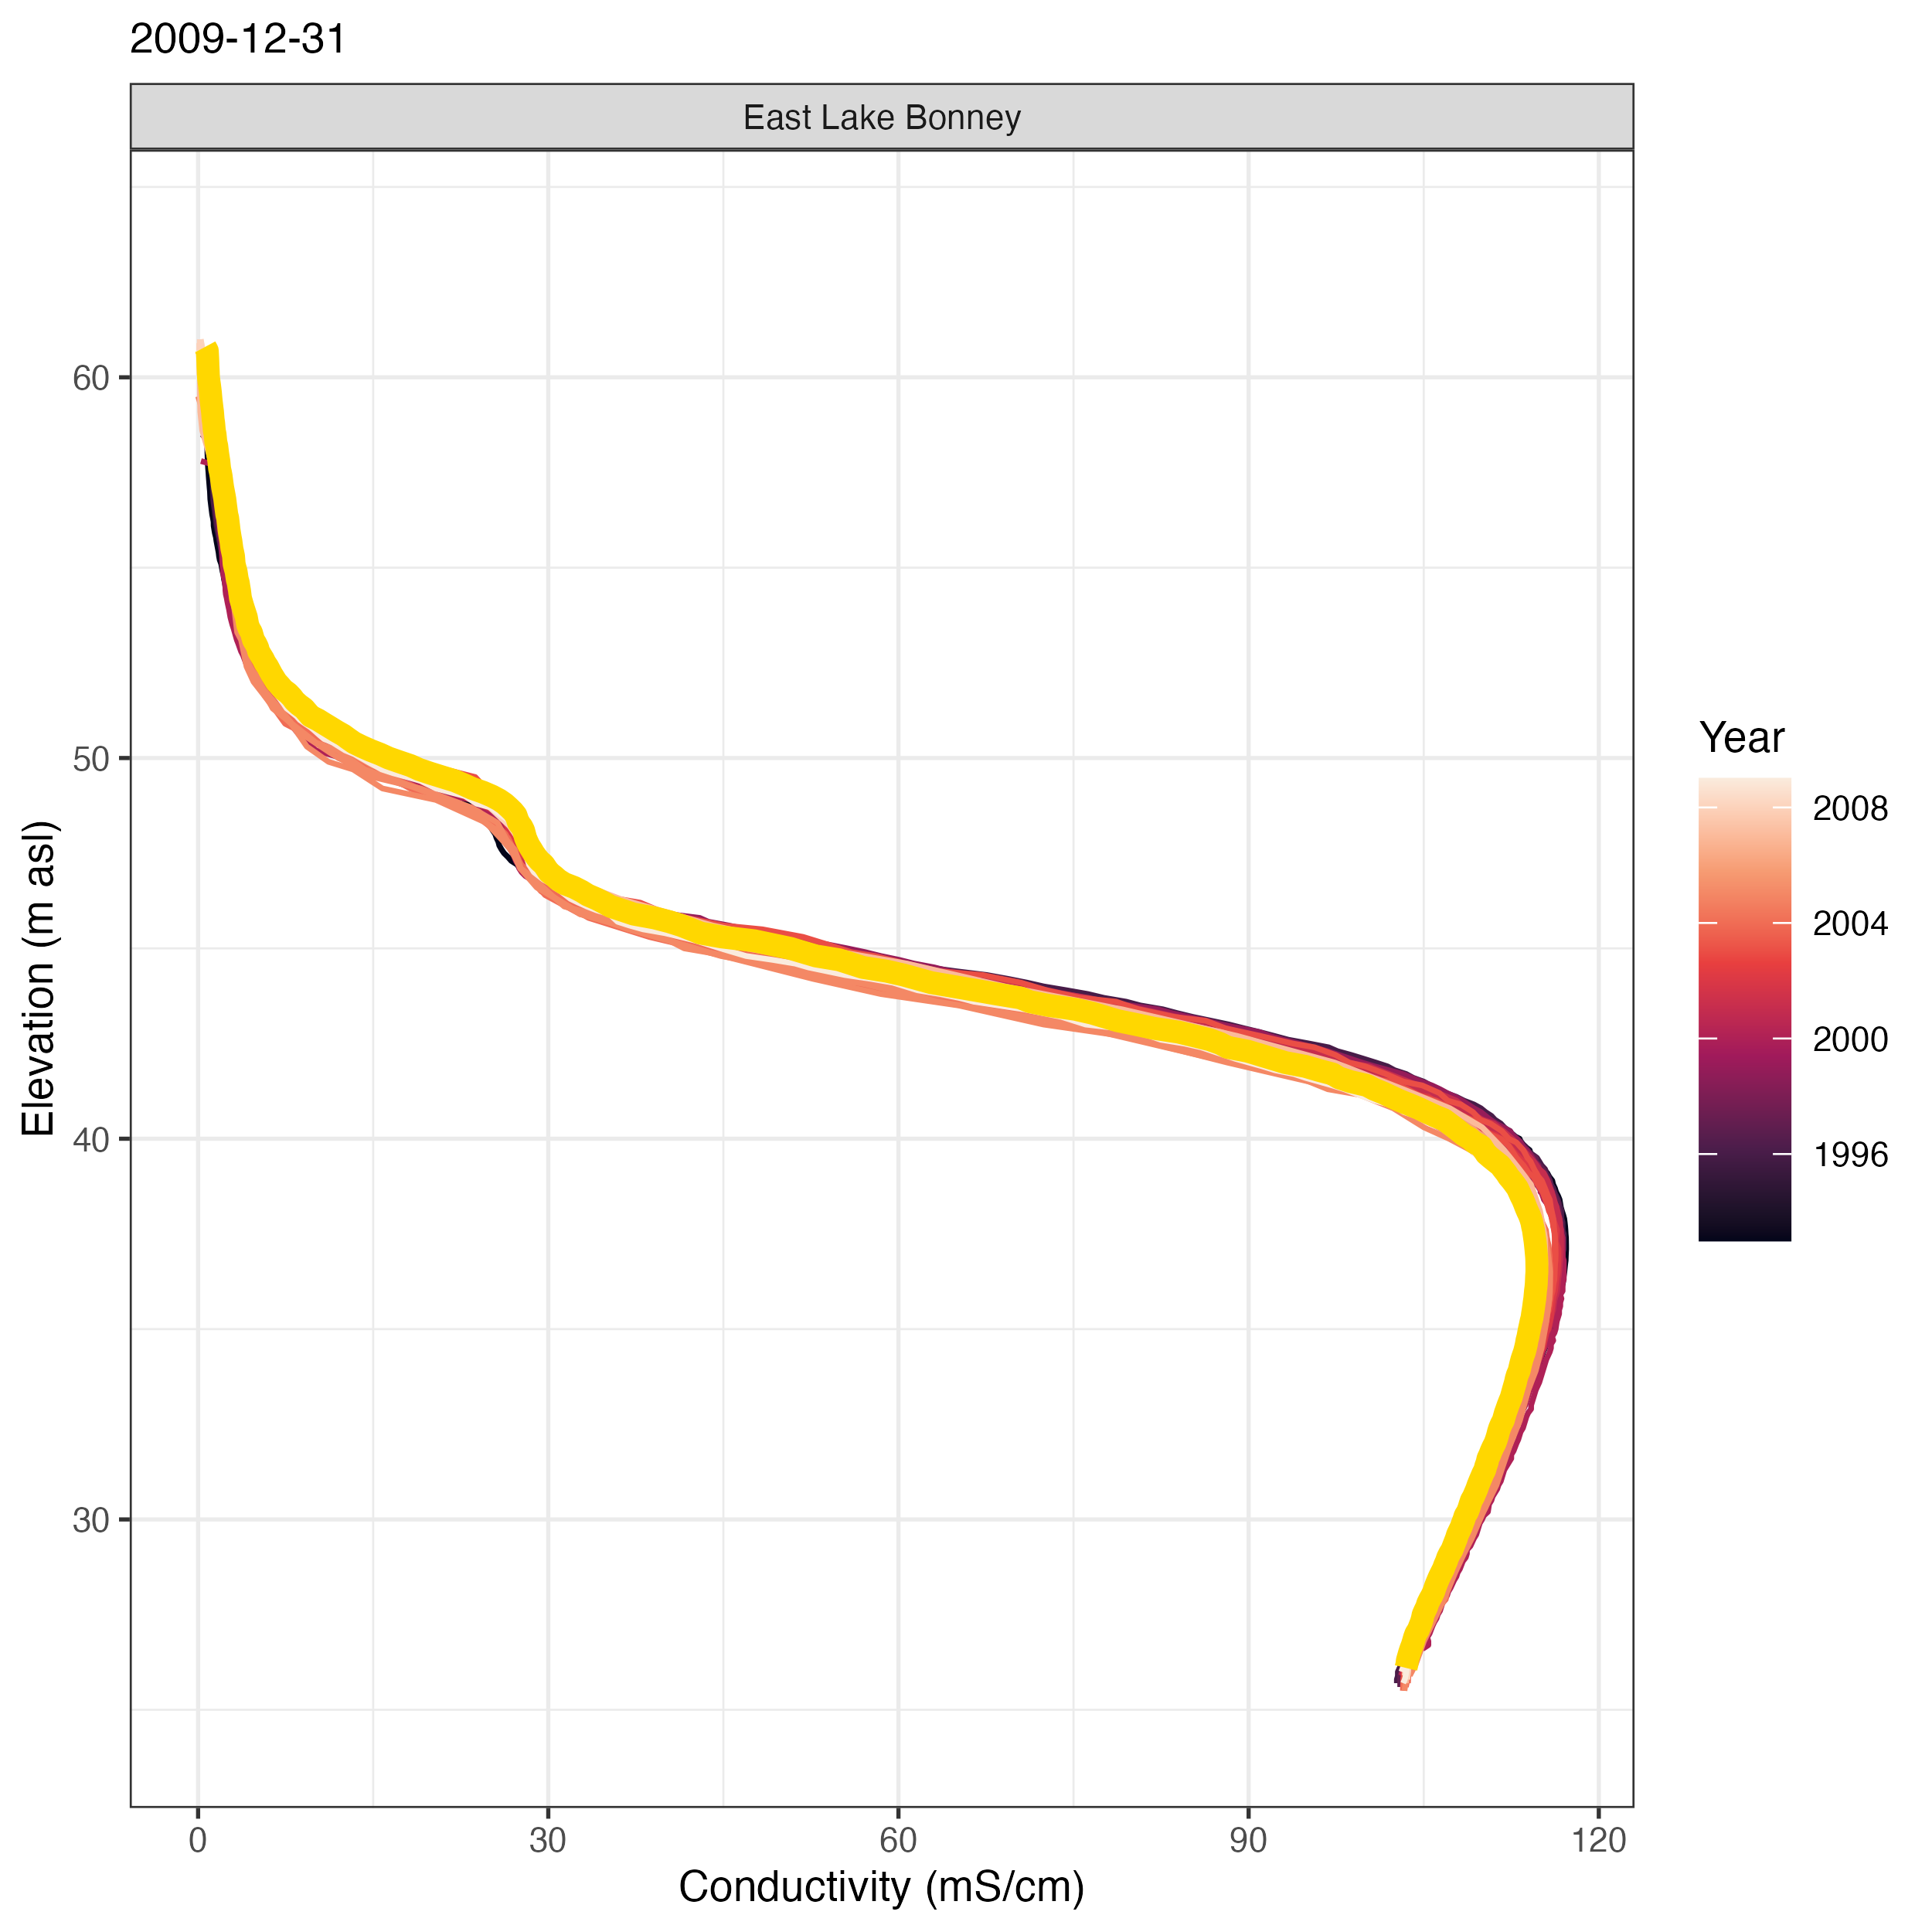 2009-12-31
East Lake Bonney
60
50
40
30
Elevation (m asl)
0 30 60 90 120
Conductivity (mS/cm)
Year
2008
2004
2000
1996